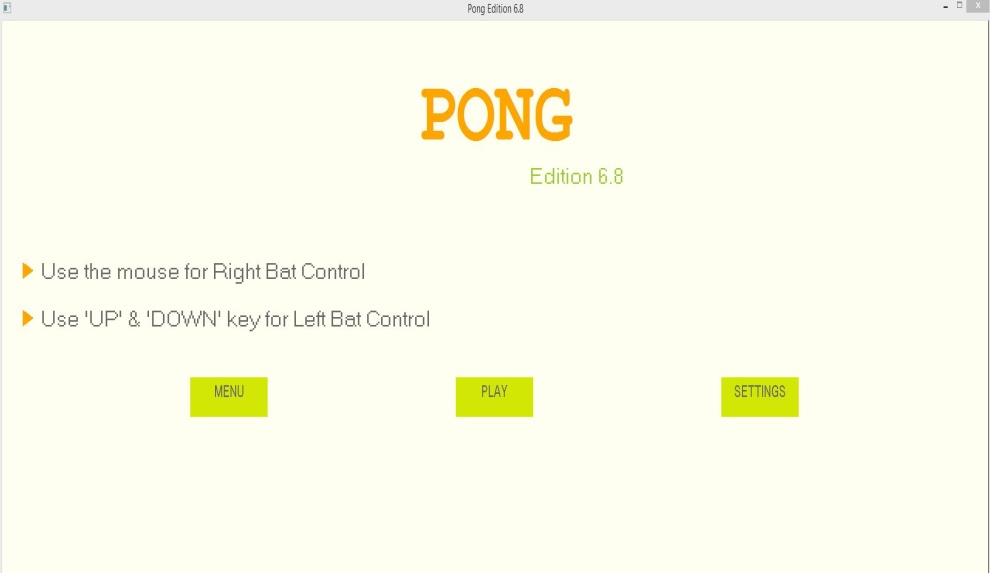 Pong Edition 6.8
PONG
Edition 6.8
Use the mouse for Right Bat Control
Use 'UP' & 'DOWN' key for Left Bat Control
MENU
PLAY
SETTINGS